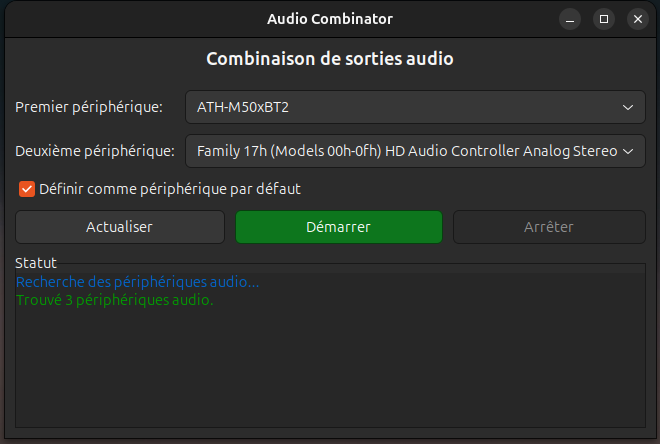 Audio Combinator
Combinaison de sorties audio
Premier périphérique:
ATH-M50xBT2
Deuxième périphérique:
Family 17h (Models 00h-0fh) HD Audio Controller Analog Stereo
Définir comme périphérique par défaut
Actualiser
Démarrer
Arrêter
Statut
Recherche des périphériques audio...
Trouvé 3 périphériques audio.